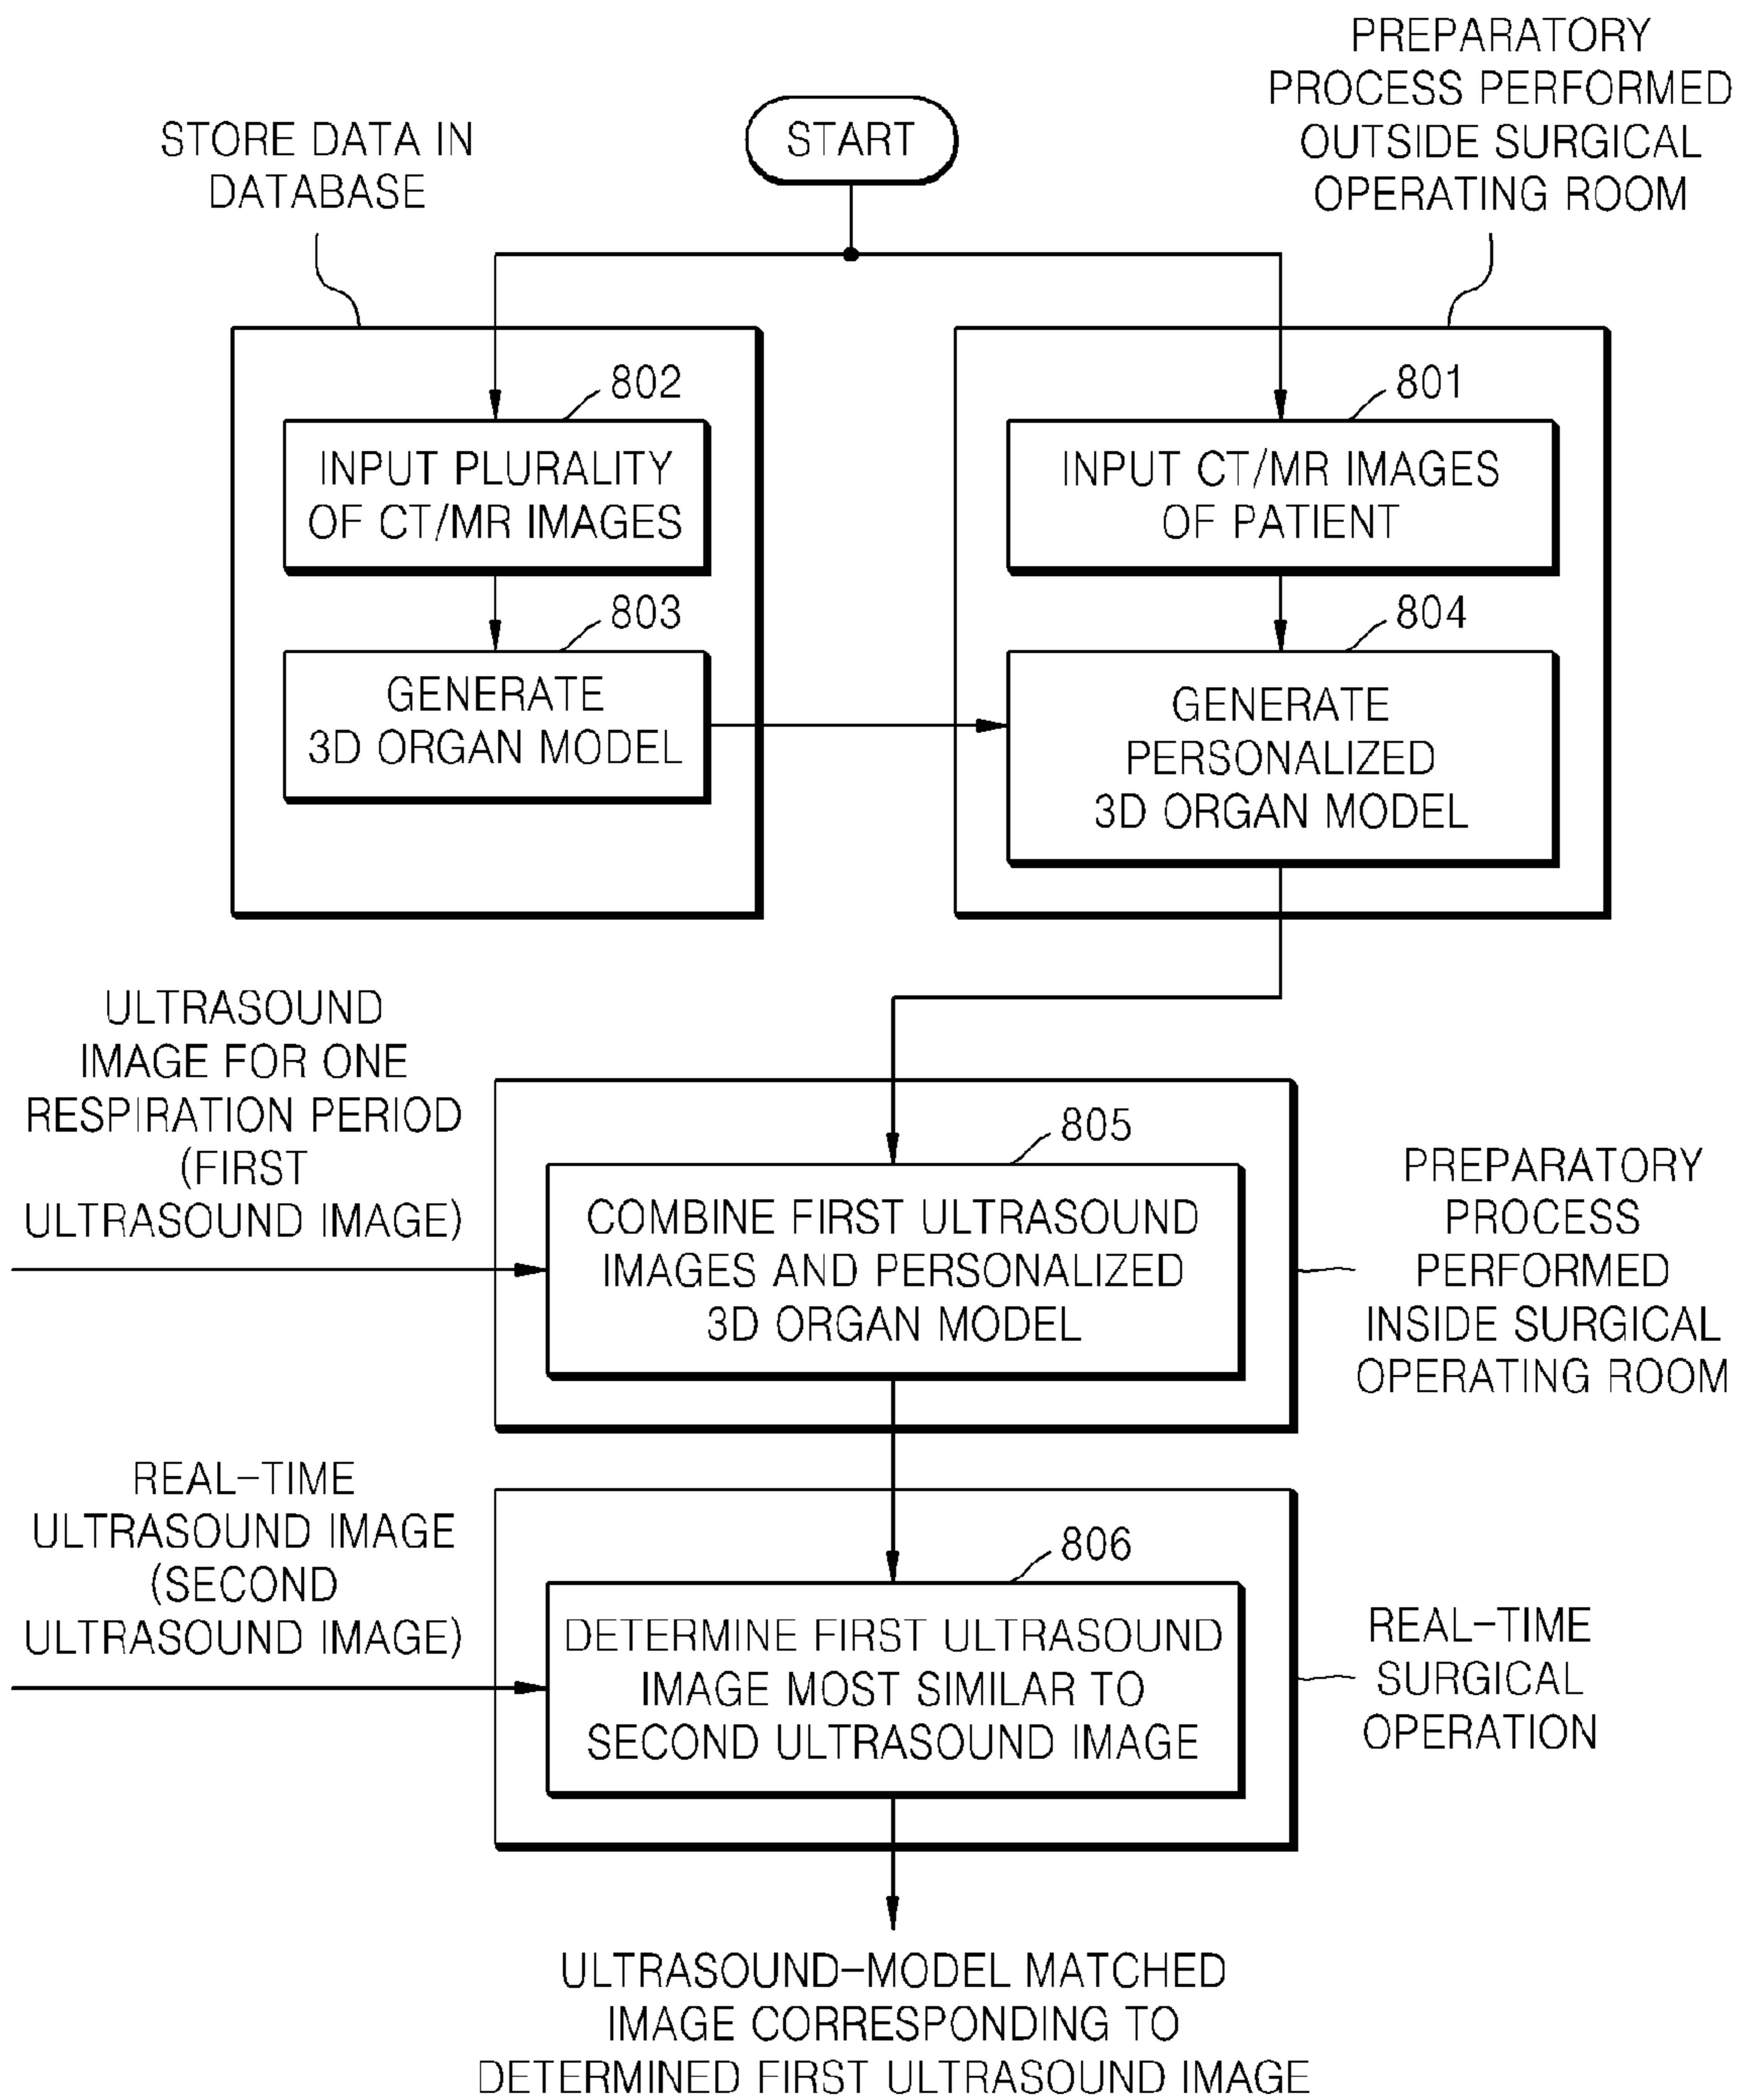 PREPARATORY
PROCESS PERFORMED
OUTSIDE SURGICAL
OPERATING ROOM
STORE DATA IN
DATABASE
START
802
INPUT PLURALITY
OF CT/MR IMAGES
801
INPUT CT/MR IMAGES
OF PATIENT
803
GENERATE
3D ORGAN MODEL
804
GENERATE
PERSONALIZED
3D ORGAN MODEL
ULTRASOUND
IMAGE FOR ONE
RESPIRATION PERIOD
(FIRST
ULTRASOUND IMAGE)
805
COMBINE FIRST ULTRASOUND
IMAGES AND PERSONALIZED
3D ORGAN MODEL
PREPARATORY
PROCESS
PERFORMED
INSIDE SURGICAL
OPERATING ROOM
REAL-TIME
ULTRASOUND IMAGE
(SECOND
ULTRASOUND IMAGE)
806
DETERMINE FIRST ULTRASOUND
IMAGE MOST SIMILAR TO
SECOND ULTRASOUND IMAGE
REAL-TIME
SURGICAL
OPERATION
ULTRASOUND-MODEL MATCHED
IMAGE CORRESPONDING TO
DETERMINED FIRST ULTRASOUND IMAGE